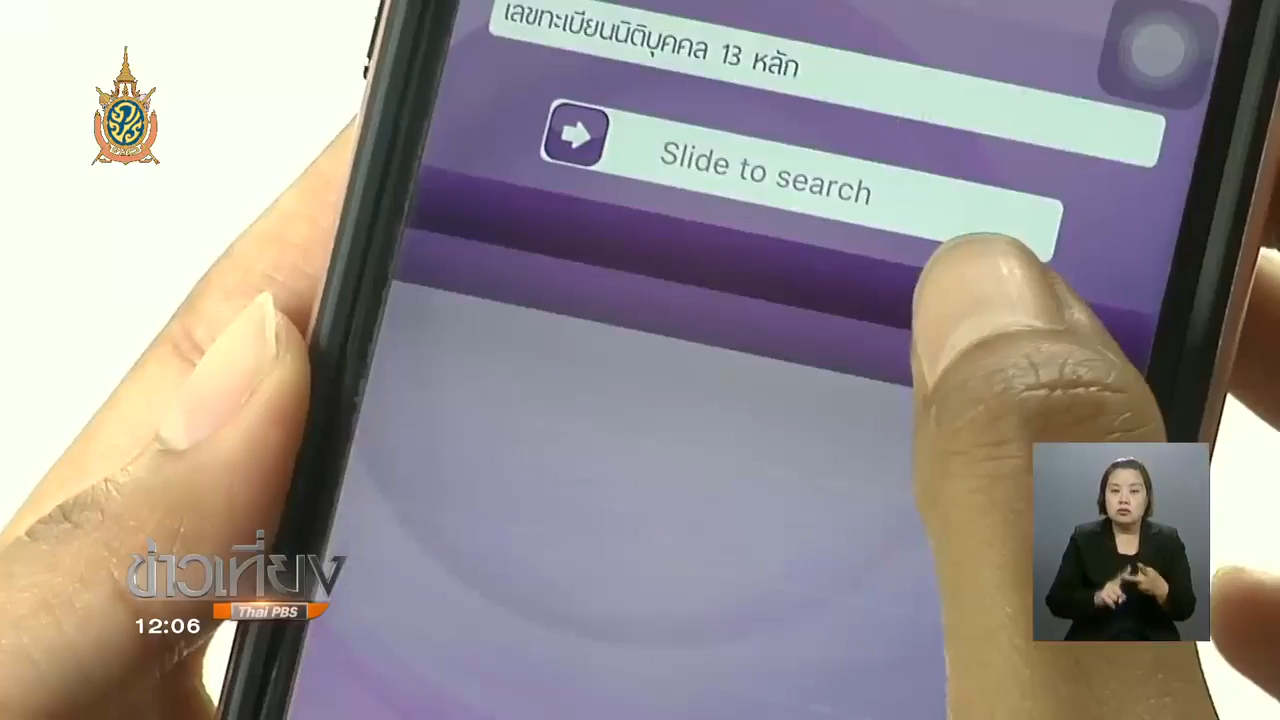 เลขทะเบียนนิติบุคคล 13 หลัก
Slide to search
ข่าวเที่ยง
Thai PBS
12:06